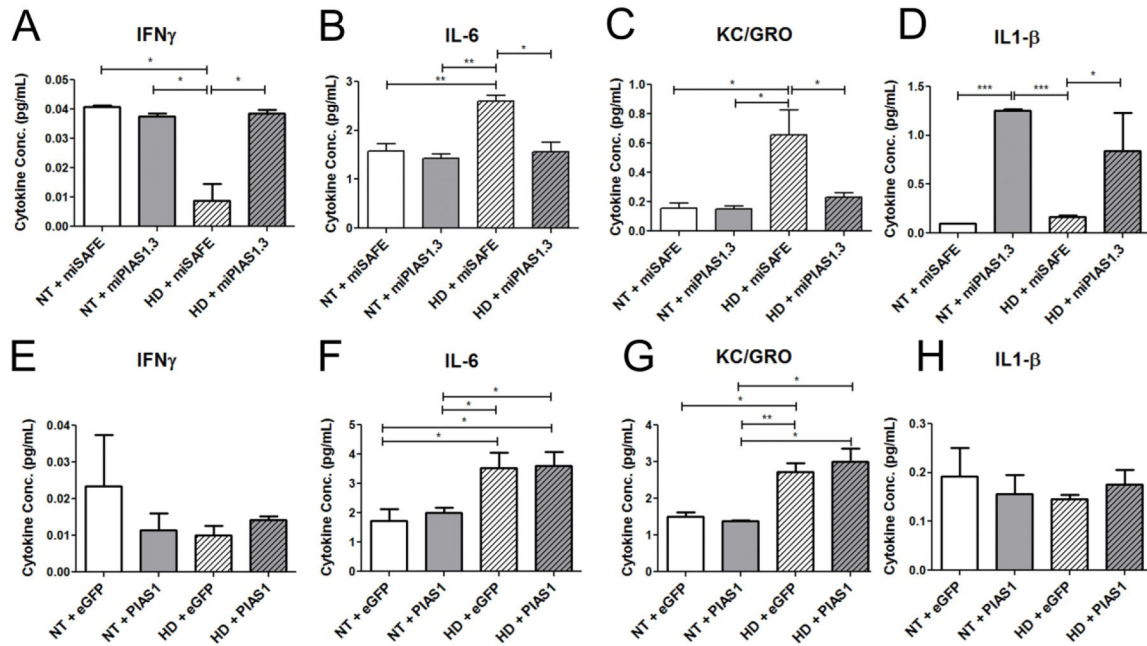 A
IFNγ
Cytokine Conc. (pg/mL)
0.05
0.04
0.03
0.02
0.01
0.00
*
*
*
NT + miSAFE
NT + miPIAS1.3
HD + miSAFE
HD + miPIAS1.3
B
IL-6
Cytokine Conc. (pg/mL)
3
2
1
0
*
**
**
NT + miSAFE
NT + miPIAS1.3
HD + miSAFE
HD + miPIAS1.3
C
KC/GRO
Cytokine Conc. (pg/mL)
1.0
0.8
0.6
0.4
0.2
0.0
*
*
*
NT + miSAFE
NT + miPIAS1.3
HD + miSAFE
HD + miPIAS1.3
D
IL1-β
Cytokine Conc. (pg/mL)
1.5
1.0
0.5
0.0
*
***
***
NT + miSAFE
NT + miPIAS1.3
HD + miSAFE
HD + miPIAS1.3
E
IFNγ
Cytokine Conc. (pg/mL)
0.04
0.03
0.02
0.01
0.00
NT + eGFP
NT + PIAS1
HD + eGFP
HD + PIAS1
F
IL-6
Cytokine Conc. (pg/mL)
5
4
3
2
1
0
*
*
*
*
NT + eGFP
NT + PIAS1
HD + eGFP
HD + PIAS1
G
KC/GRO
Cytokine Conc. (pg/mL)
4
3
2
1
0
*
*
**
*
NT + eGFP
NT + PIAS1
HD + eGFP
HD + PIAS1
H
IL1-β
Cytokine Conc. (pg/mL)
0.3
0.2
0.1
0.0
NT + eGFP
NT + PIAS1
HD + eGFP
HD + PIAS1